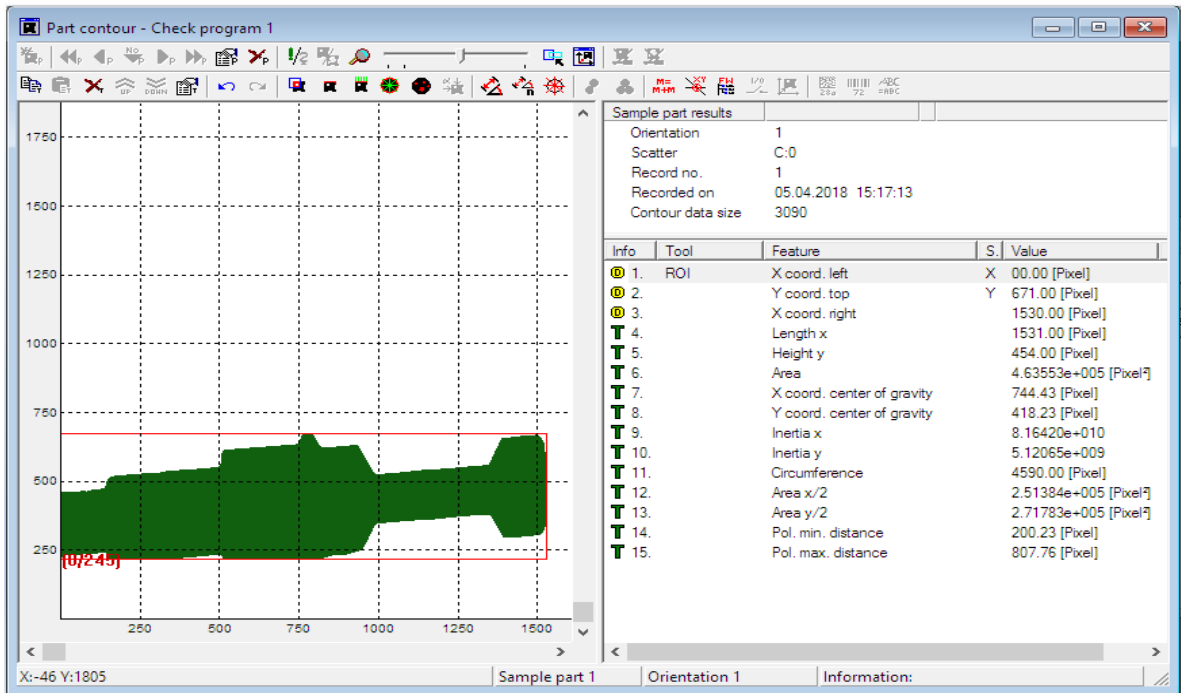 Part contour - Check program 1
Sample part results
Orientation 1
Scatter C:0
Record no. 1
Recorded on 05.04.2018 15:17:13
Contour data size 3090
Info Tool Feature S. Value
1. ROI X coord. left X 00.00 [Pixel]
2. Y coord. top Y 671.00 [Pixel]
3. X coord. right 1530.00 [Pixel]
4. Length x 1531.00 [Pixel]
5. Height y 454.00 [Pixel]
6. Area 4.63553e+005 [Pixel²]
7. X coord. center of gravity 744.43 [Pixel]
8. Y coord. center of gravity 418.23 [Pixel]
9. Inertia x 8.16420e+010
10. Inertia y 5.12065e+009
11. Circumference 4590.00 [Pixel]
12. Area x/2 2.51384e+005 [Pixel²]
13. Area y/2 2.71783e+005 [Pixel²]
14. Pol. min. distance 200.23 [Pixel]
15. Pol. max. distance 807.76 [Pixel]
1750
1500
1250
1000
750
500
250
(0/245)
250 500 750 1000 1250 1500
X:-46 Y:1805
Sample part 1
Orientation 1
Information: